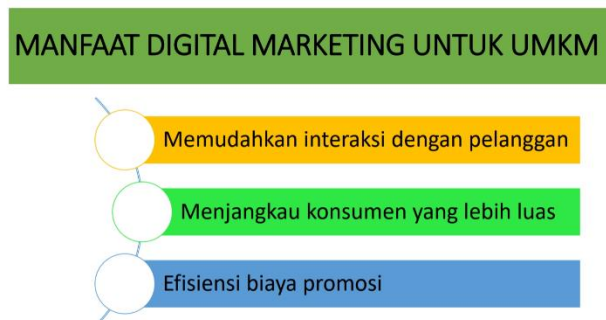 MANFAAT DIGITAL MARKETING UNTUK UMKM
Memudahkan interaksi dengan pelanggan
Menjangkau konsumen yang lebih luas
Efisiensi biaya promosi